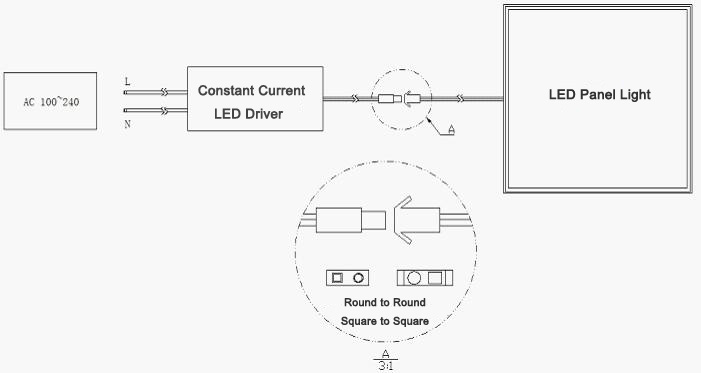 AC 100~240
L
N
Constant Current
LED Driver
A
LED Panel Light
Round to Round
Square to Square
A
3:1